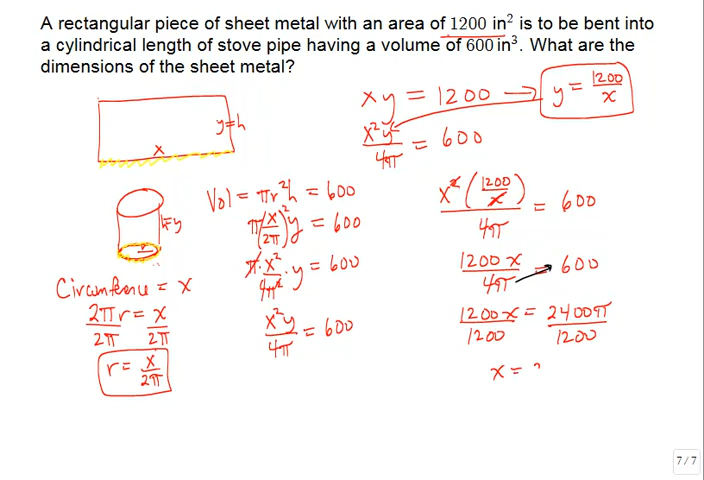 A rectangular piece of sheet metal with an area of 1200 in² is to be bent into
a cylindrical length of stove pipe having a volume of 600 in³. What are the
dimensions of the sheet metal?
xy = 1200 → y = 1200/x
x²y/4π = 600
y=h
x
Vol = πr²h = 600
π(x/2π)²y = 600
π·x²/4π²·y = 600
x²y/4π = 600
h=y
r
Circumference = x
2πr/2π = x/2π
r = x/2π
x²(1200/x)/4π = 600
1200x/4π = 600
1200x/1200 = 2400π/1200
x = 2
7/7